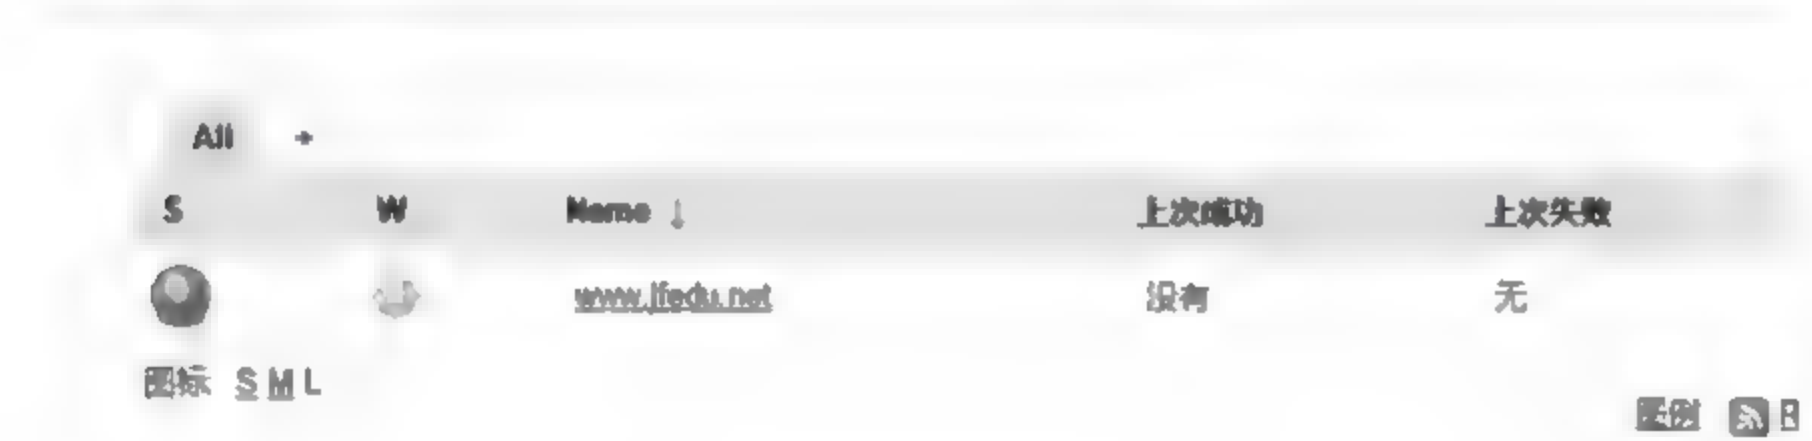 All +
S W Name ↓ 上次成功 上次失败
www.jfedu.net 没有 无
图标 S M L
图例